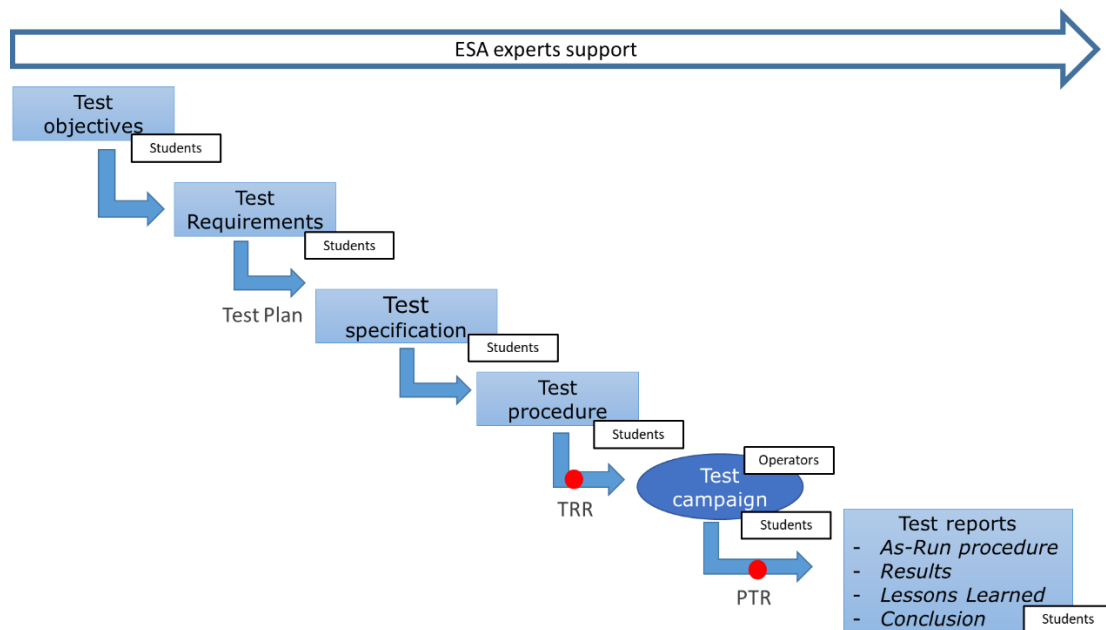 ESA experts support
Test
objectives
Students
Test
Requirements
Students
Test Plan
Test
specification
Students
Test
procedure
Students
TRR
Operators
Test
campaign
Students
PTR
Test reports
- As-Run procedure
- Results
- Lessons Learned
- Conclusion
Students